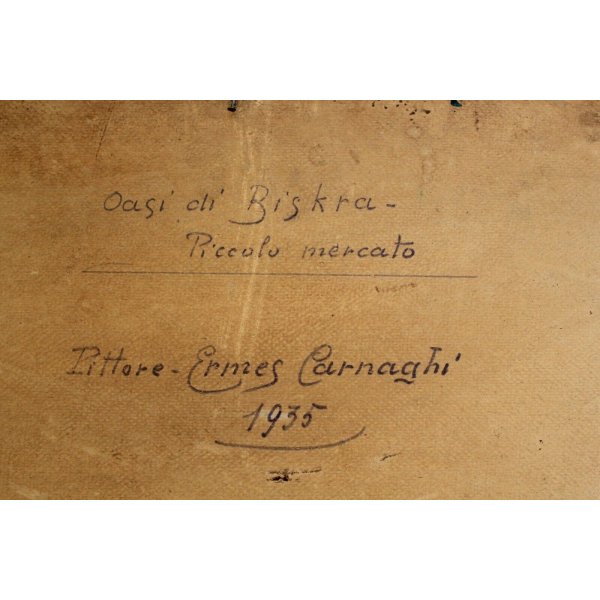 Oasi di Biskra -
Piccolo mercato
Pittore - Ermes Carnaghi
1935